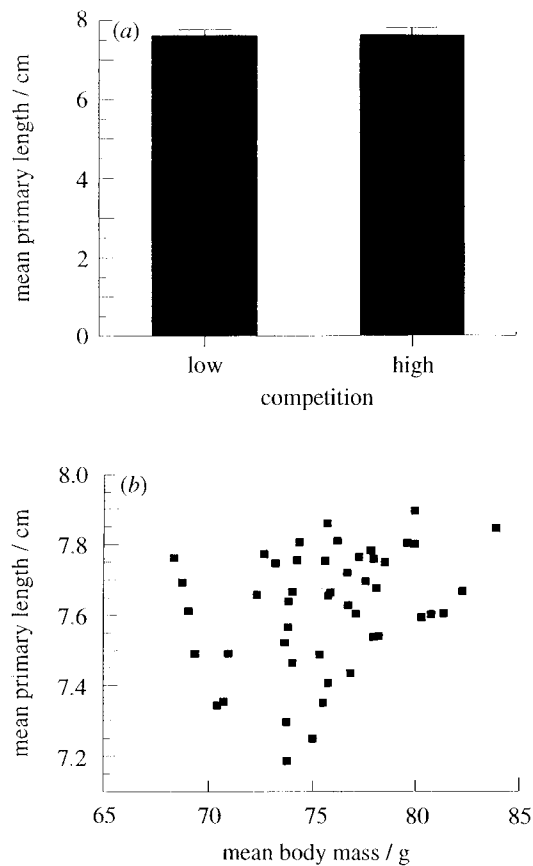 (a)
8
6
4
2
0
mean primary length / cm
low high
competition
(b)
8.0
7.8
7.6
7.4
7.2
mean primary length / cm
65 70 75 80 85
mean body mass / g